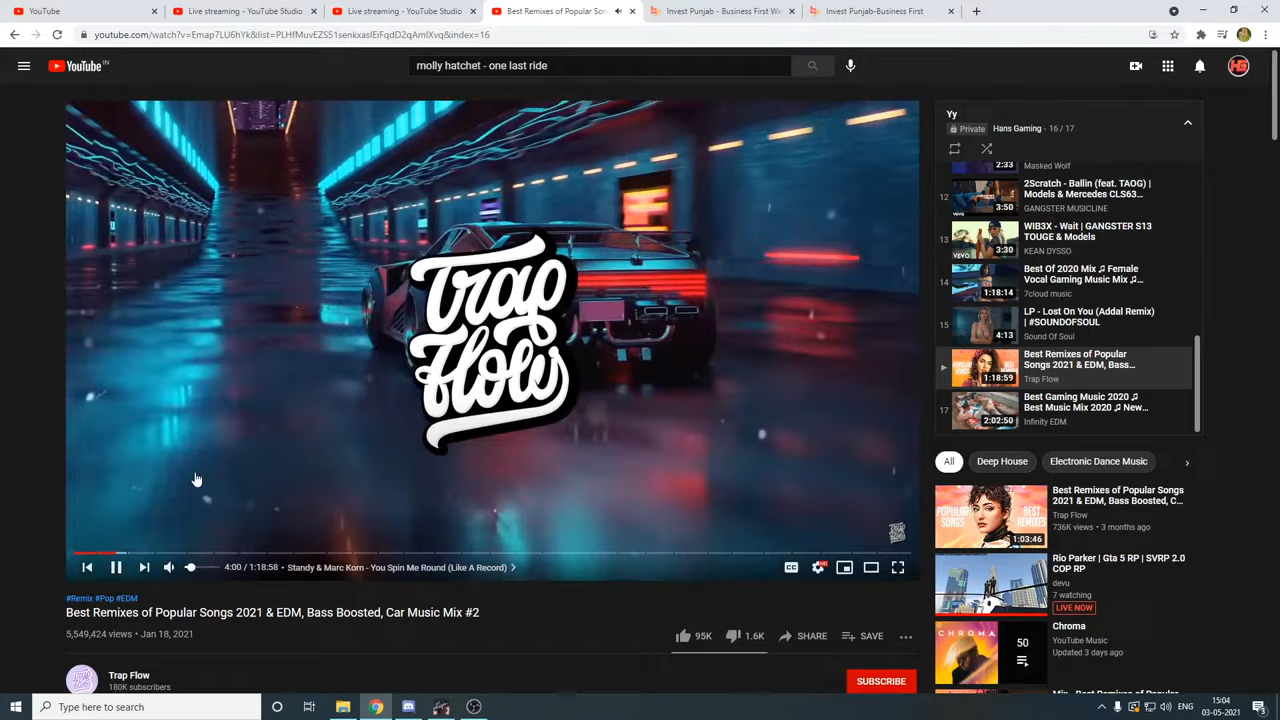 YouTube
Live streaming - YouTube Studio
Live streaming - YouTube Studio
Best Remixes of Popular Son
Invest Punjab - Business First We
Invest Punjab-Business First
youtube.com/watch?v=Emap7LU6hYk&list=PLHfMuvEZS51senkxaslEiFqdD2qAmlXvq&index=16
YouTube IN
molly hatchet - one last ride
HG
Trap
Flow
4:00 / 1:18:58 • Standy & Marc Korn - You Spin Me Round (Like A Record)
CC
HD
#Remix #Pop #EDM
Best Remixes of Popular Songs 2021 & EDM, Bass Boosted, Car Music Mix #2
5,549,424 views • Jan 18, 2021
95K
1.6K
SHARE
SAVE
Trap Flow
180K subscribers
SUBSCRIBE
Yy
Private
Hans Gaming - 16 / 17
2:33
Masked Wolf
12
3:50
2Scratch - Ballin (feat. TAOG) |
Models & Mercedes CLS63...
GANGSTER MUSICLINE
13
vevo
3:30
WIB3X - Wait | GANGSTER S13
TOUGE & Models
KEAN DYSSO
14
1:18:14
Best Of 2020 Mix ♫ Female
Vocal Gaming Music Mix ♫...
7cloud music
15
4:13
LP - Lost On You (Addal Remix)
| #SOUNDOFSOUL
Sound Of Soul
1:18:59
Best Remixes of Popular
Songs 2021 & EDM, Bass...
Trap Flow
17
2:02:50
Best Gaming Music 2020 ♫
Best Music Mix 2020 ♫ New...
Infinity EDM
All
Deep House
Electronic Dance Music
POPULAR
SONGS
BEST
REMIXES
1:03:46
Best Remixes of Popular Songs
2021 & EDM, Bass Boosted, C...
Trap Flow
736K views • 3 months ago
Rio Parker | Gta 5 RP | SVRP 2.0
COP RP
devu
7 watching
LIVE NOW
CHROMA
50
Chroma
YouTube Music
Updated 3 days ago
Type here to search
ENG
15:04
03-05-2021